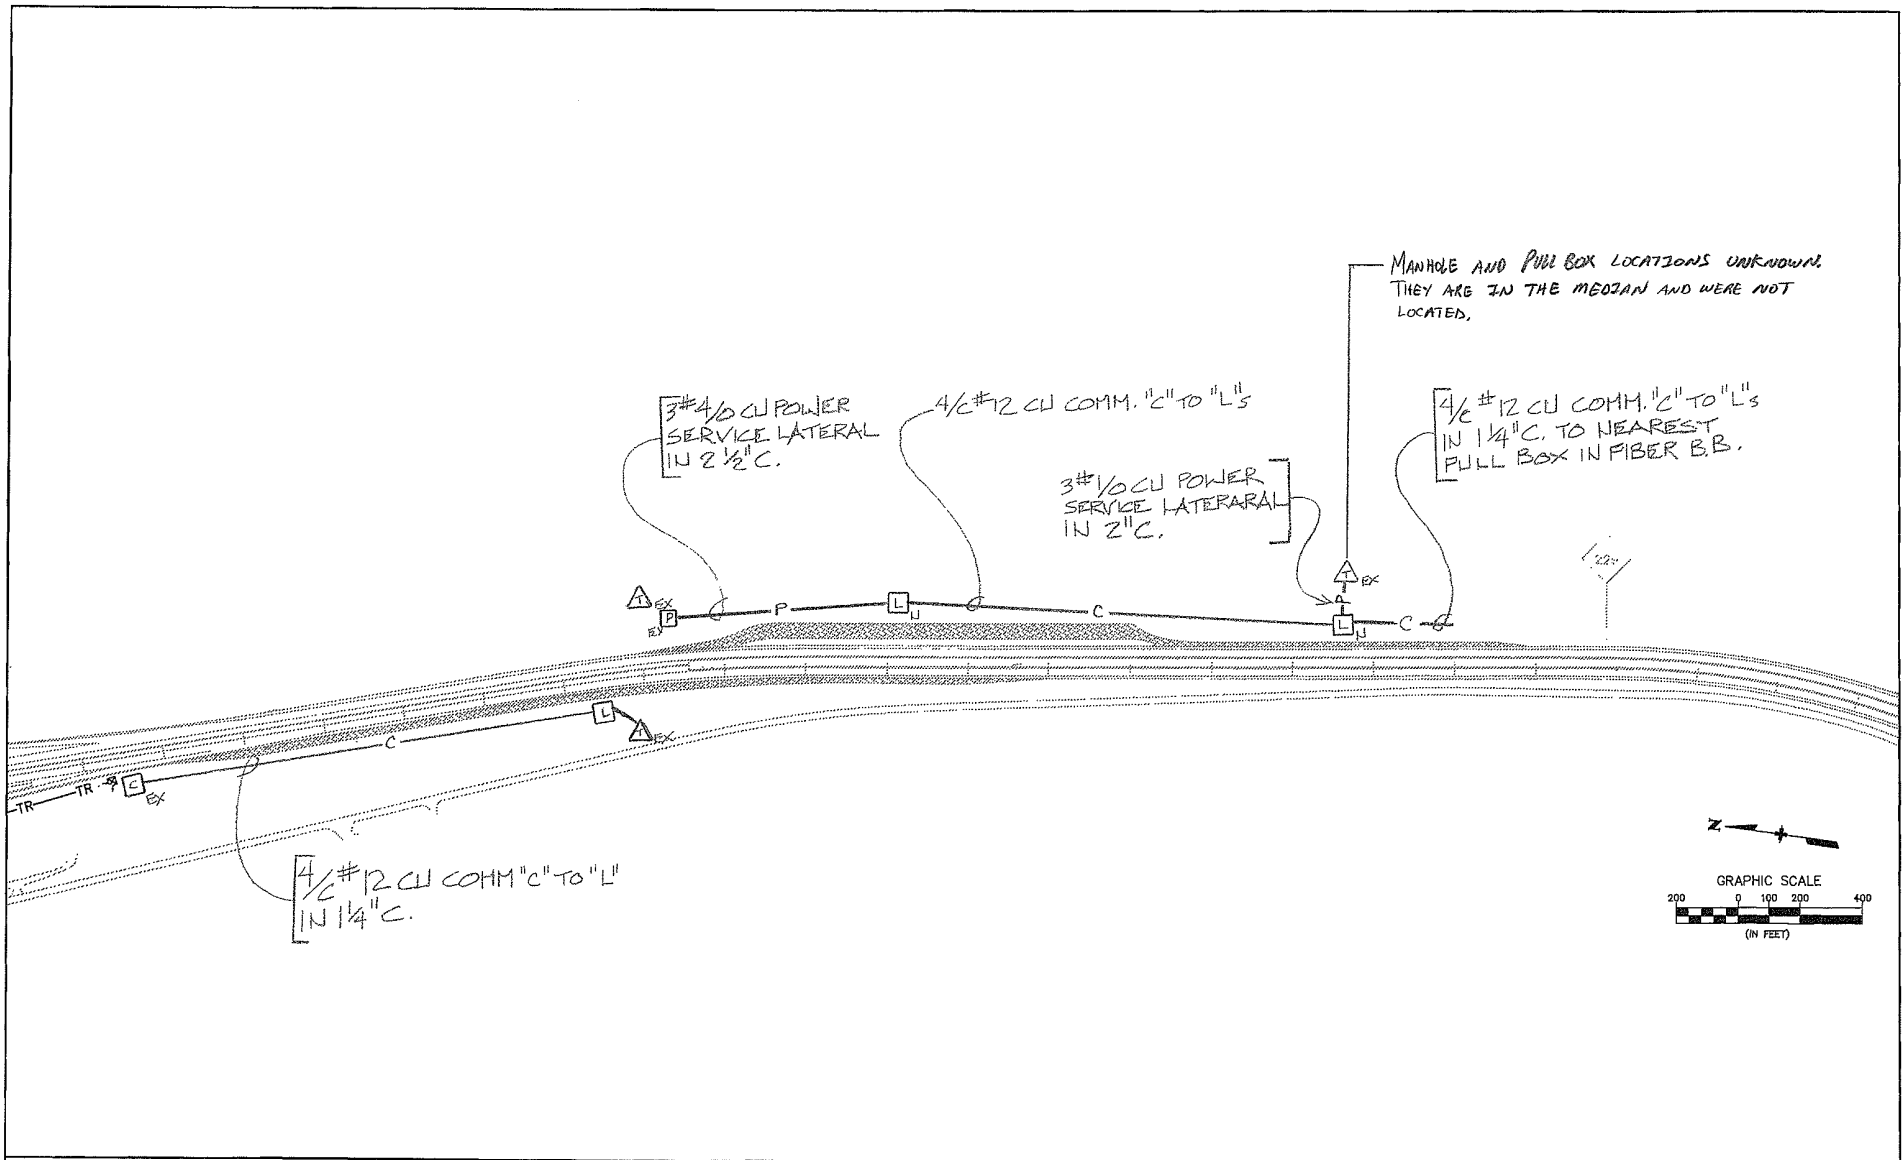 MANHOLE AND PULL BOX LOCATIONS UNKNOWN.
THEY ARE IN THE MEDIAN AND WERE NOT
LOCATED.
3#4/0 CU POWER
SERVICE LATERAL
IN 2 1/2"C.
4/C #12 CU COMM. "C" TO "L"s
3#1/0 CU POWER
SERVICE LATERARAL
IN 2"C.
4/C #12 CU COMM. "C" TO "L"s
IN 1 1/4"C. TO NEAREST
PULL BOX IN FIBER B.B.
T EX
P EX
P
L N
C
T EX
P
L N
C
L
T EX
C
TR TR
C EX
4/C #12 CU COMM "C" TO "L"
IN 1 1/4"C.
N
GRAPHIC SCALE
200 0 100 200 400
(IN FEET)